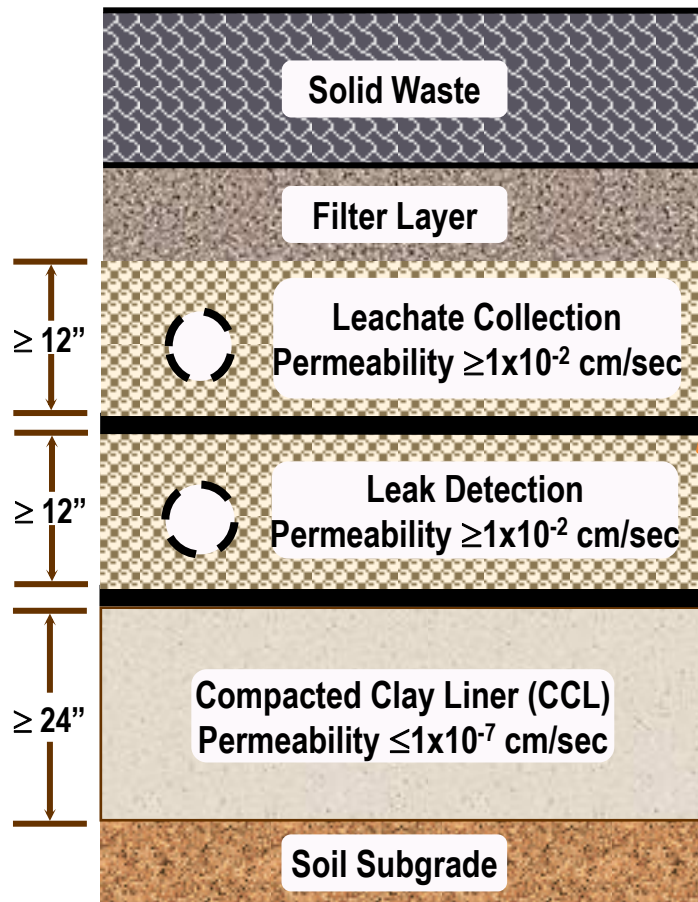 Solid Waste
Filter Layer
≥ 12”
Leachate Collection
Permeability ≥1x10⁻² cm/sec
≥ 12”
Leak Detection
Permeability ≥1x10⁻² cm/sec
≥ 24”
Compacted Clay Liner (CCL)
Permeability ≤1x10⁻⁷ cm/sec
Soil Subgrade